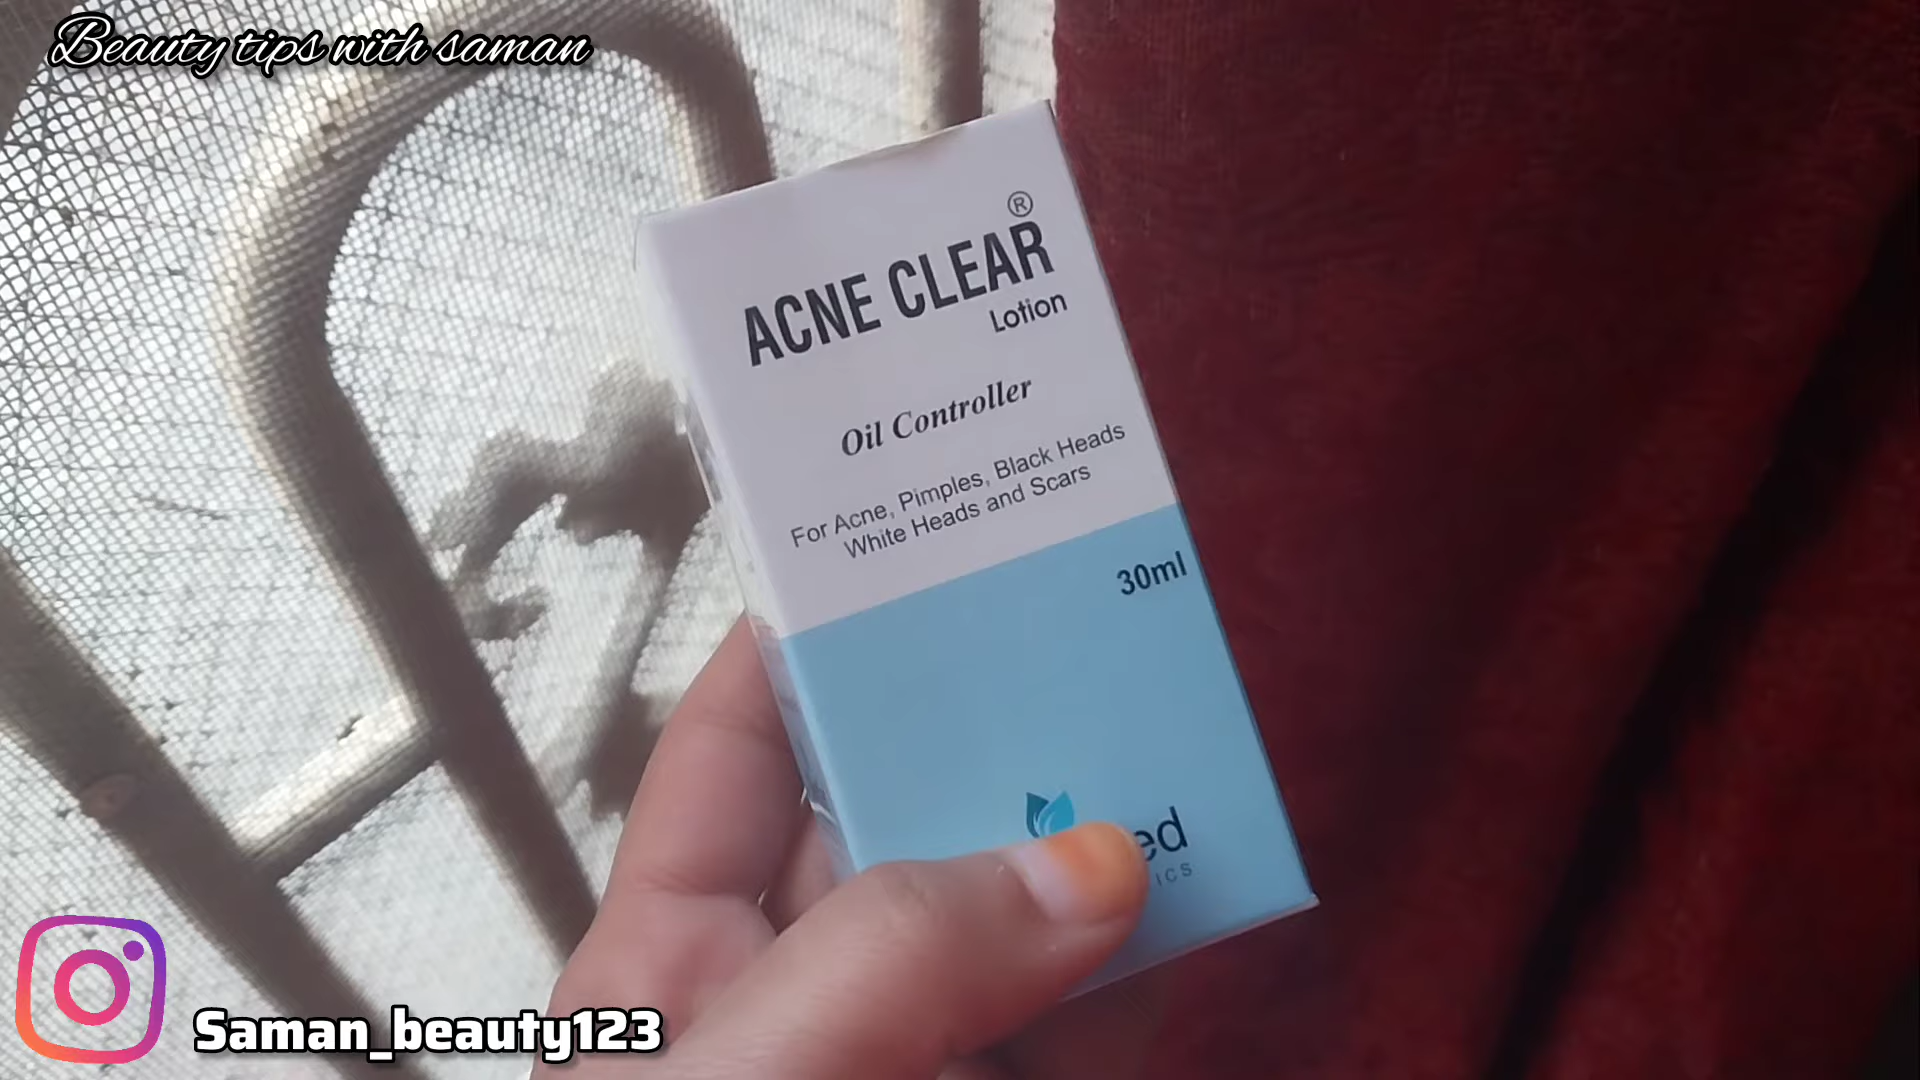 Beauty tips with saman
ACNE CLEAR®
Lotion
Oil Controller
For Acne, Pimples, Black Heads
White Heads and Scars
30ml
Saman_beauty123